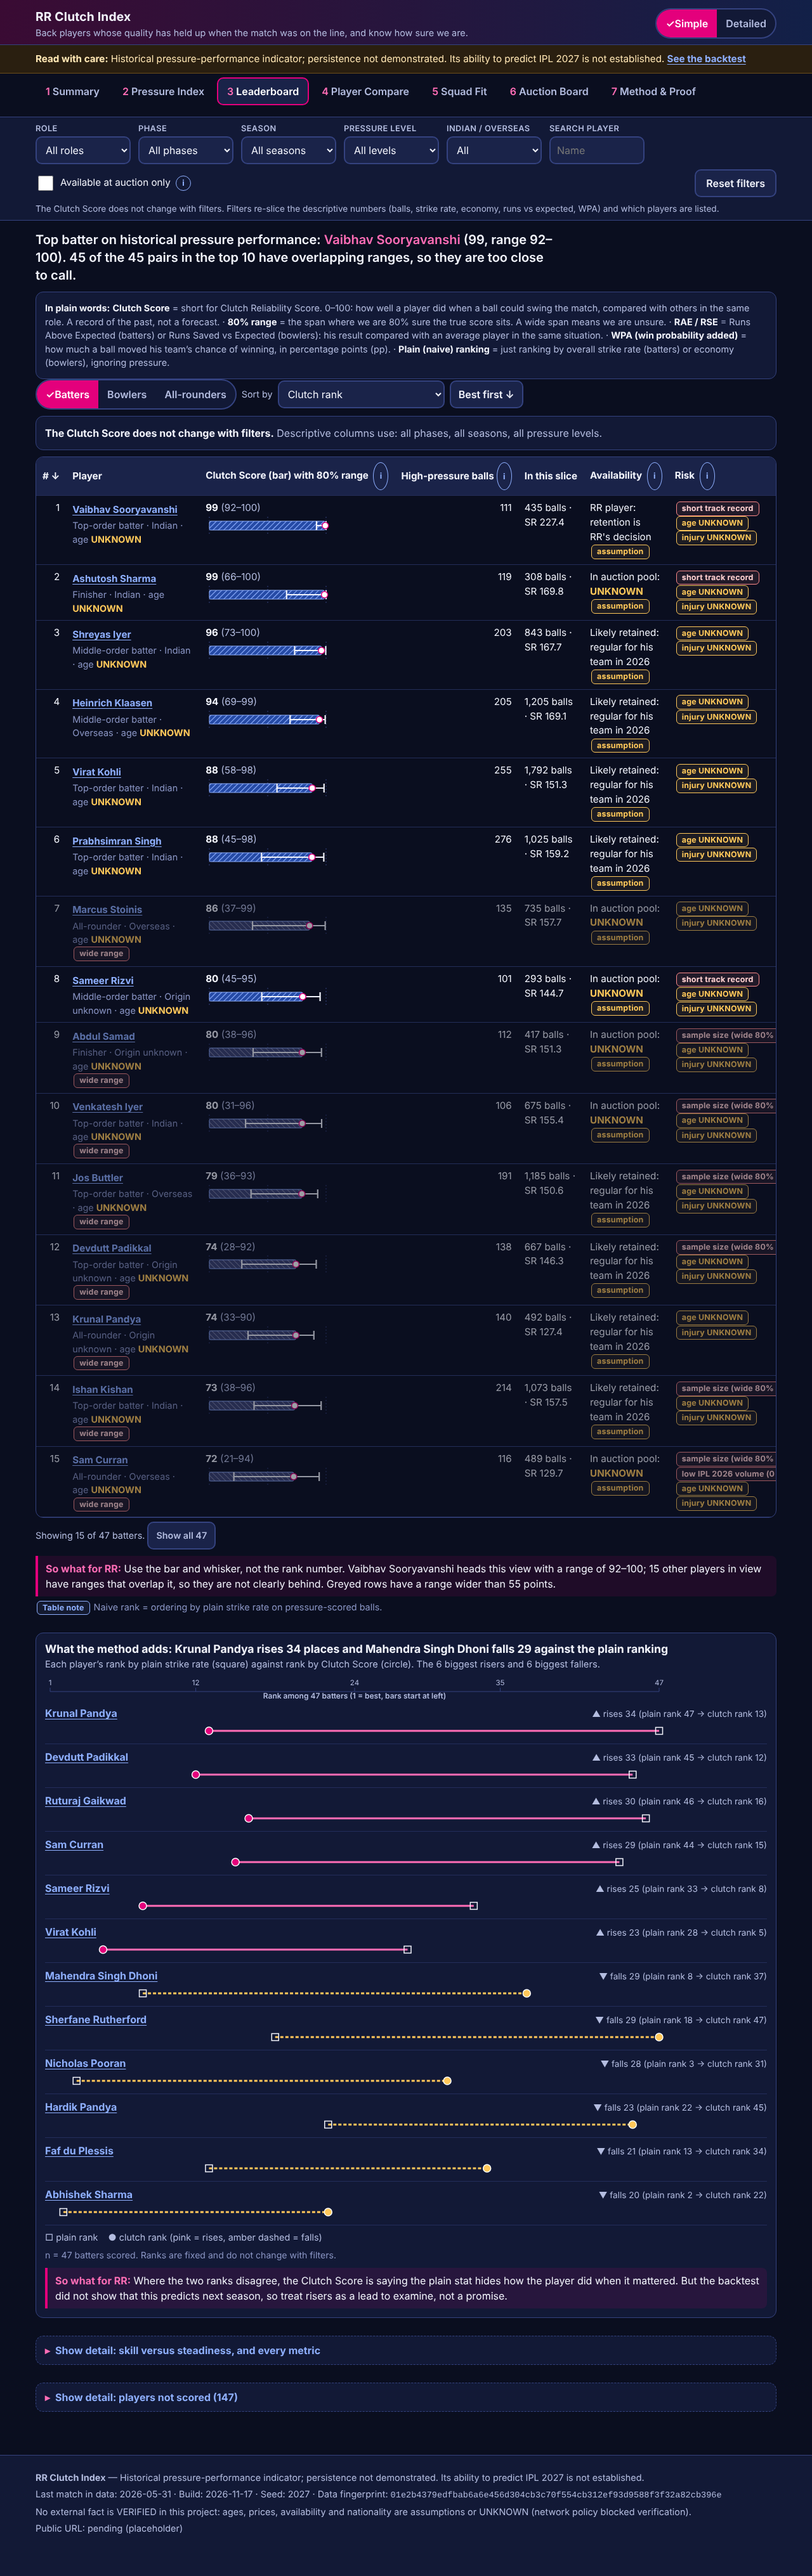 RR Clutch Index
Back players whose quality has held up when the match was on the line, and know how sure we are.
✓Simple
Detailed
Read with care: Historical pressure-performance indicator; persistence not demonstrated. Its ability to predict IPL 2027 is not established. See the backtest
1 Summary
2 Pressure Index
3 Leaderboard
4 Player Compare
5 Squad Fit
6 Auction Board
7 Method & Proof
ROLE
PHASE
SEASON
PRESSURE LEVEL
INDIAN / OVERSEAS
SEARCH PLAYER
All roles
All phases
All seasons
All levels
All
Name
Available at auction only i
Reset filters
The Clutch Score does not change with filters. Filters re-slice the descriptive numbers (balls, strike rate, economy, runs vs expected, WPA) and which players are listed.
Top batter on historical pressure performance: Vaibhav Sooryavanshi (99, range 92–
100). 45 of the 45 pairs in the top 10 have overlapping ranges, so they are too close
to call.
In plain words: Clutch Score = short for Clutch Reliability Score. 0–100: how well a player did when a ball could swing the match, compared with others in the same
role. A record of the past, not a forecast. · 80% range = the span where we are 80% sure the true score sits. A wide span means we are unsure. · RAE / RSE = Runs
Above Expected (batters) or Runs Saved vs Expected (bowlers): his result compared with an average player in the same situation. · WPA (win probability added) =
how much a ball moved his team's chance of winning, in percentage points (pp). · Plain (naive) ranking = just ranking by overall strike rate (batters) or economy
(bowlers), ignoring pressure.
✓Batters
Bowlers
All-rounders
Sort by
Clutch rank
Best first ↓
The Clutch Score does not change with filters. Descriptive columns use: all phases, all seasons, all pressure levels.
# ↓
Player
Clutch Score (bar) with 80% range i
High-pressure balls i
In this slice
Availability i
Risk i
1 Vaibhav Sooryavanshi 99 (92–100) 111 435 balls · RR player: short track record
Top-order batter · Indian · SR 227.4 retention is age UNKNOWN
age UNKNOWN RR's decision injury UNKNOWN
assumption
2 Ashutosh Sharma 99 (66–100) 119 308 balls · In auction pool: short track record
Finisher · Indian · age SR 169.8 UNKNOWN age UNKNOWN
UNKNOWN assumption injury UNKNOWN
3 Shreyas Iyer 96 (73–100) 203 843 balls · Likely retained: age UNKNOWN
Middle-order batter · Indian SR 167.7 regular for his injury UNKNOWN
· age UNKNOWN team in 2026
assumption
4 Heinrich Klaasen 94 (69–99) 205 1,205 balls Likely retained: age UNKNOWN
Middle-order batter · · SR 169.1 regular for his injury UNKNOWN
Overseas · age UNKNOWN team in 2026
assumption
5 Virat Kohli 88 (58–98) 255 1,792 balls Likely retained: age UNKNOWN
Top-order batter · Indian · · SR 151.3 regular for his injury UNKNOWN
age UNKNOWN team in 2026
assumption
6 Prabhsimran Singh 88 (45–98) 276 1,025 balls Likely retained: age UNKNOWN
Top-order batter · Indian · · SR 159.2 regular for his injury UNKNOWN
age UNKNOWN team in 2026
assumption
7 Marcus Stoinis 86 (37–99) 135 735 balls · In auction pool: age UNKNOWN
All-rounder · Overseas · SR 157.7 UNKNOWN injury UNKNOWN
age UNKNOWN assumption
wide range
8 Sameer Rizvi 80 (45–95) 101 293 balls · In auction pool: short track record
Middle-order batter · Origin SR 144.7 UNKNOWN age UNKNOWN
unknown · age UNKNOWN assumption injury UNKNOWN
9 Abdul Samad 80 (38–96) 112 417 balls · In auction pool: sample size (wide 80%
Finisher · Origin unknown · SR 151.3 UNKNOWN age UNKNOWN
age UNKNOWN assumption injury UNKNOWN
wide range
10 Venkatesh Iyer 80 (31–96) 106 675 balls · In auction pool: sample size (wide 80%
Top-order batter · Indian · SR 155.4 UNKNOWN age UNKNOWN
age UNKNOWN assumption injury UNKNOWN
wide range
11 Jos Buttler 79 (36–93) 191 1,185 balls · Likely retained: sample size (wide 80%
Top-order batter · Overseas SR 150.6 regular for his age UNKNOWN
· age UNKNOWN team in 2026 injury UNKNOWN
wide range assumption
12 Devdutt Padikkal 74 (28–92) 138 667 balls · Likely retained: sample size (wide 80%
Top-order batter · Origin SR 146.3 regular for his age UNKNOWN
unknown · age UNKNOWN team in 2026 injury UNKNOWN
wide range assumption
13 Krunal Pandya 74 (33–90) 140 492 balls · Likely retained: age UNKNOWN
All-rounder · Origin SR 127.4 regular for his injury UNKNOWN
unknown · age UNKNOWN team in 2026
wide range assumption
14 Ishan Kishan 73 (38–96) 214 1,073 balls Likely retained: sample size (wide 80%
Top-order batter · Indian · · SR 157.5 regular for his age UNKNOWN
age UNKNOWN team in 2026 injury UNKNOWN
wide range assumption
15 Sam Curran 72 (21–94) 116 489 balls · In auction pool: sample size (wide 80%
All-rounder · Overseas · SR 129.7 UNKNOWN low IPL 2026 volume (0
age UNKNOWN assumption age UNKNOWN
wide range injury UNKNOWN
Showing 15 of 47 batters. Show all 47
So what for RR: Use the bar and whisker, not the rank number. Vaibhav Sooryavanshi heads this view with a range of 92–100; 15 other players in view
have ranges that overlap it, so they are not clearly behind. Greyed rows have a range wider than 55 points.
Table note Naive rank = ordering by plain strike rate on pressure-scored balls.
What the method adds: Krunal Pandya rises 34 places and Mahendra Singh Dhoni falls 29 against the plain ranking
Each player's rank by plain strike rate (square) against rank by Clutch Score (circle). The 6 biggest risers and 6 biggest fallers.
1 12 24 35 47
Rank among 47 batters (1 = best, bars start at left)
Krunal Pandya ▲ rises 34 (plain rank 47 → clutch rank 13)
Devdutt Padikkal ▲ rises 33 (plain rank 45 → clutch rank 12)
Ruturaj Gaikwad ▲ rises 30 (plain rank 46 → clutch rank 16)
Sam Curran ▲ rises 29 (plain rank 44 → clutch rank 15)
Sameer Rizvi ▲ rises 25 (plain rank 33 → clutch rank 8)
Virat Kohli ▲ rises 23 (plain rank 28 → clutch rank 5)
Mahendra Singh Dhoni ▼ falls 29 (plain rank 8 → clutch rank 37)
Sherfane Rutherford ▼ falls 29 (plain rank 18 → clutch rank 47)
Nicholas Pooran ▼ falls 28 (plain rank 3 → clutch rank 31)
Hardik Pandya ▼ falls 23 (plain rank 22 → clutch rank 45)
Faf du Plessis ▼ falls 21 (plain rank 13 → clutch rank 34)
Abhishek Sharma ▼ falls 20 (plain rank 2 → clutch rank 22)
□ plain rank ● clutch rank (pink = rises, amber dashed = falls)
n = 47 batters scored. Ranks are fixed and do not change with filters.
So what for RR: Where the two ranks disagree, the Clutch Score is saying the plain stat hides how the player did when it mattered. But the backtest
did not show that this predicts next season, so treat risers as a lead to examine, not a promise.
▸ Show detail: skill versus steadiness, and every metric
▸ Show detail: players not scored (147)
RR Clutch Index — Historical pressure-performance indicator; persistence not demonstrated. Its ability to predict IPL 2027 is not established.
Last match in data: 2026-05-31 · Build: 2026-11-17 · Seed: 2027 · Data fingerprint: 01e2b4379edfbab6a6e456d304cb3c70f554cb312ef93d9588f3f32a82cb396e
No external fact is VERIFIED in this project: ages, prices, availability and nationality are assumptions or UNKNOWN (network policy blocked verification).
Public URL: pending (placeholder)